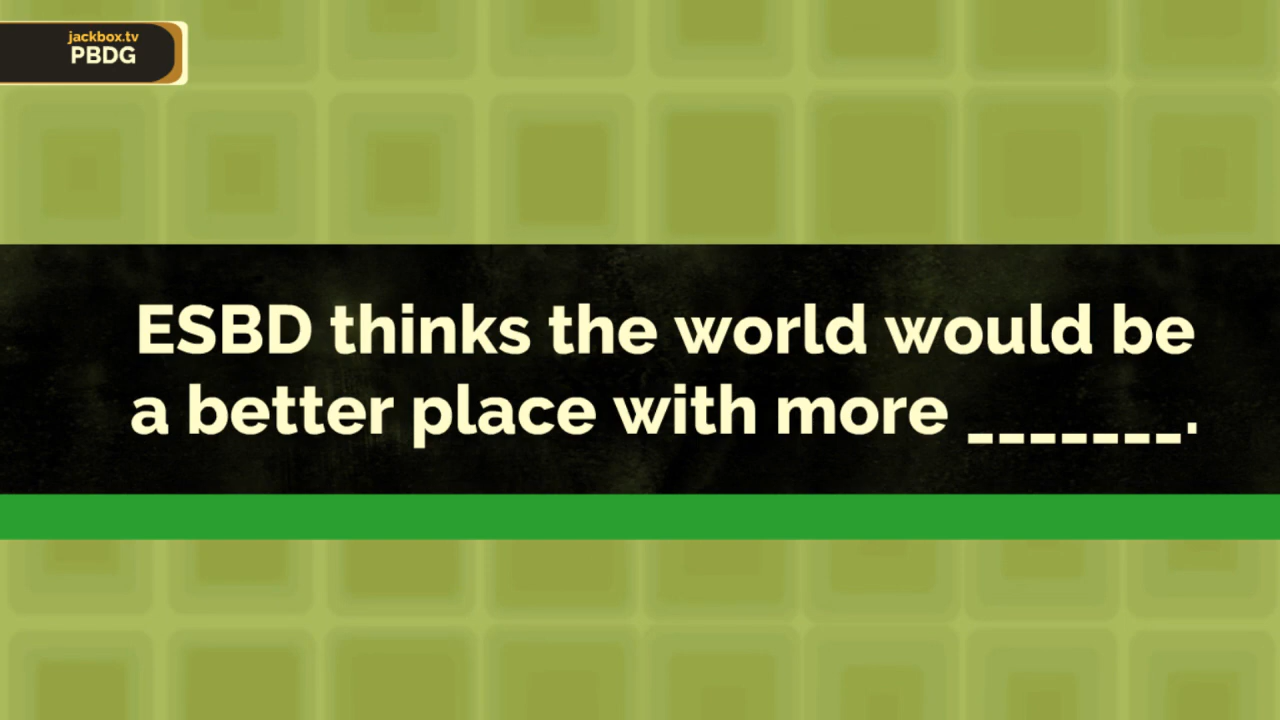 jackbox.tv
PBDG
ESBD thinks the world would be
a better place with more _______.